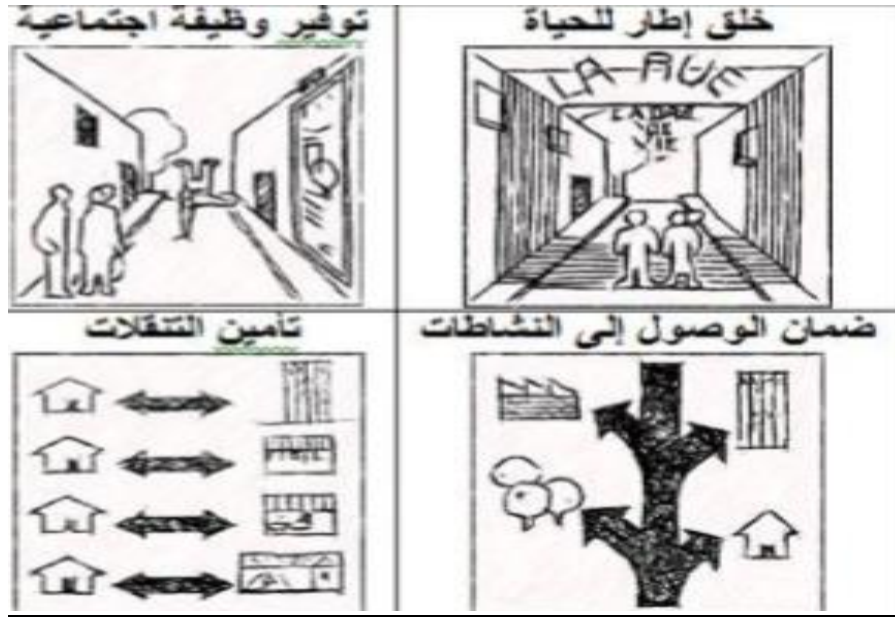 خلق إطار للحياة
توفير وظيفة اجتماعية
LA RUE
CADRE
DE
VIE
ضمان الوصول إلى النشاطات
تأمين التنقلات